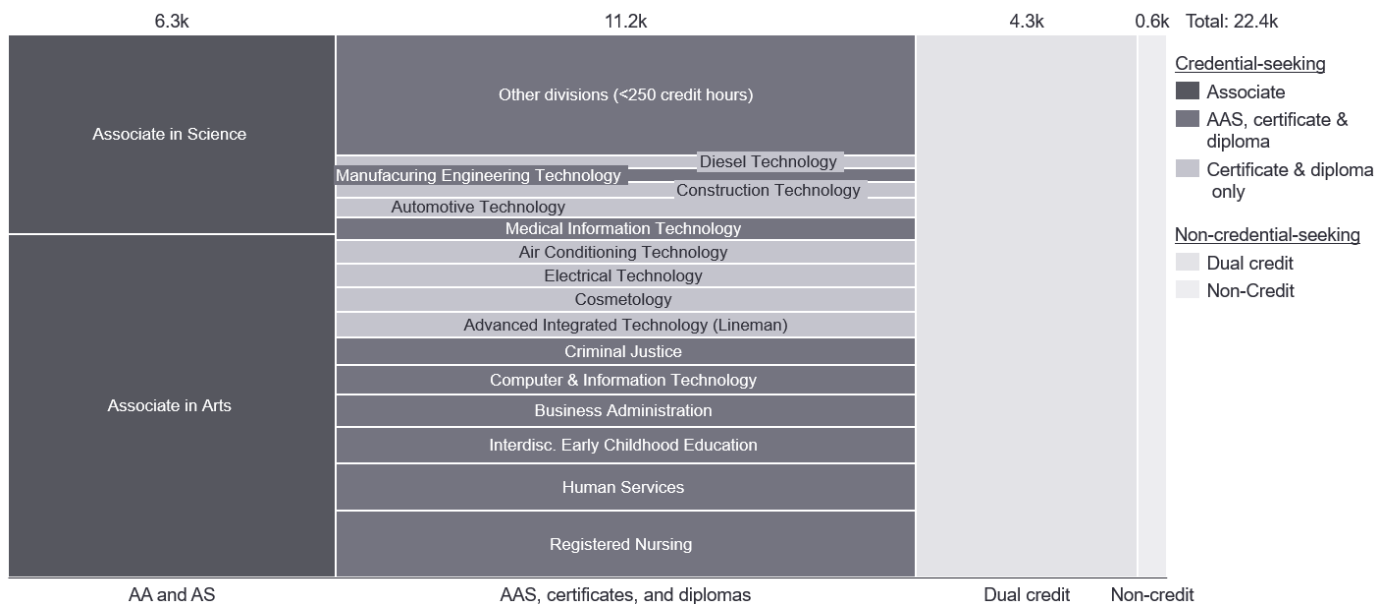 6.3k
11.2k
4.3k
0.6k
Total: 22.4k
Associate in Science
Associate in Arts
Other divisions (<250 credit hours)
Diesel Technology
Manufacuring Engineering Technology
Construction Technology
Automotive Technology
Medical Information Technology
Air Conditioning Technology
Electrical Technology
Cosmetology
Advanced Integrated Technology (Lineman)
Criminal Justice
Computer & Information Technology
Business Administration
Interdisc. Early Childhood Education
Human Services
Registered Nursing
Credential-seeking
Associate
AAS, certificate &
diploma
Certificate & diploma
only
Non-credential-seeking
Dual credit
Non-Credit
AA and AS
AAS, certificates, and diplomas
Dual credit
Non-credit